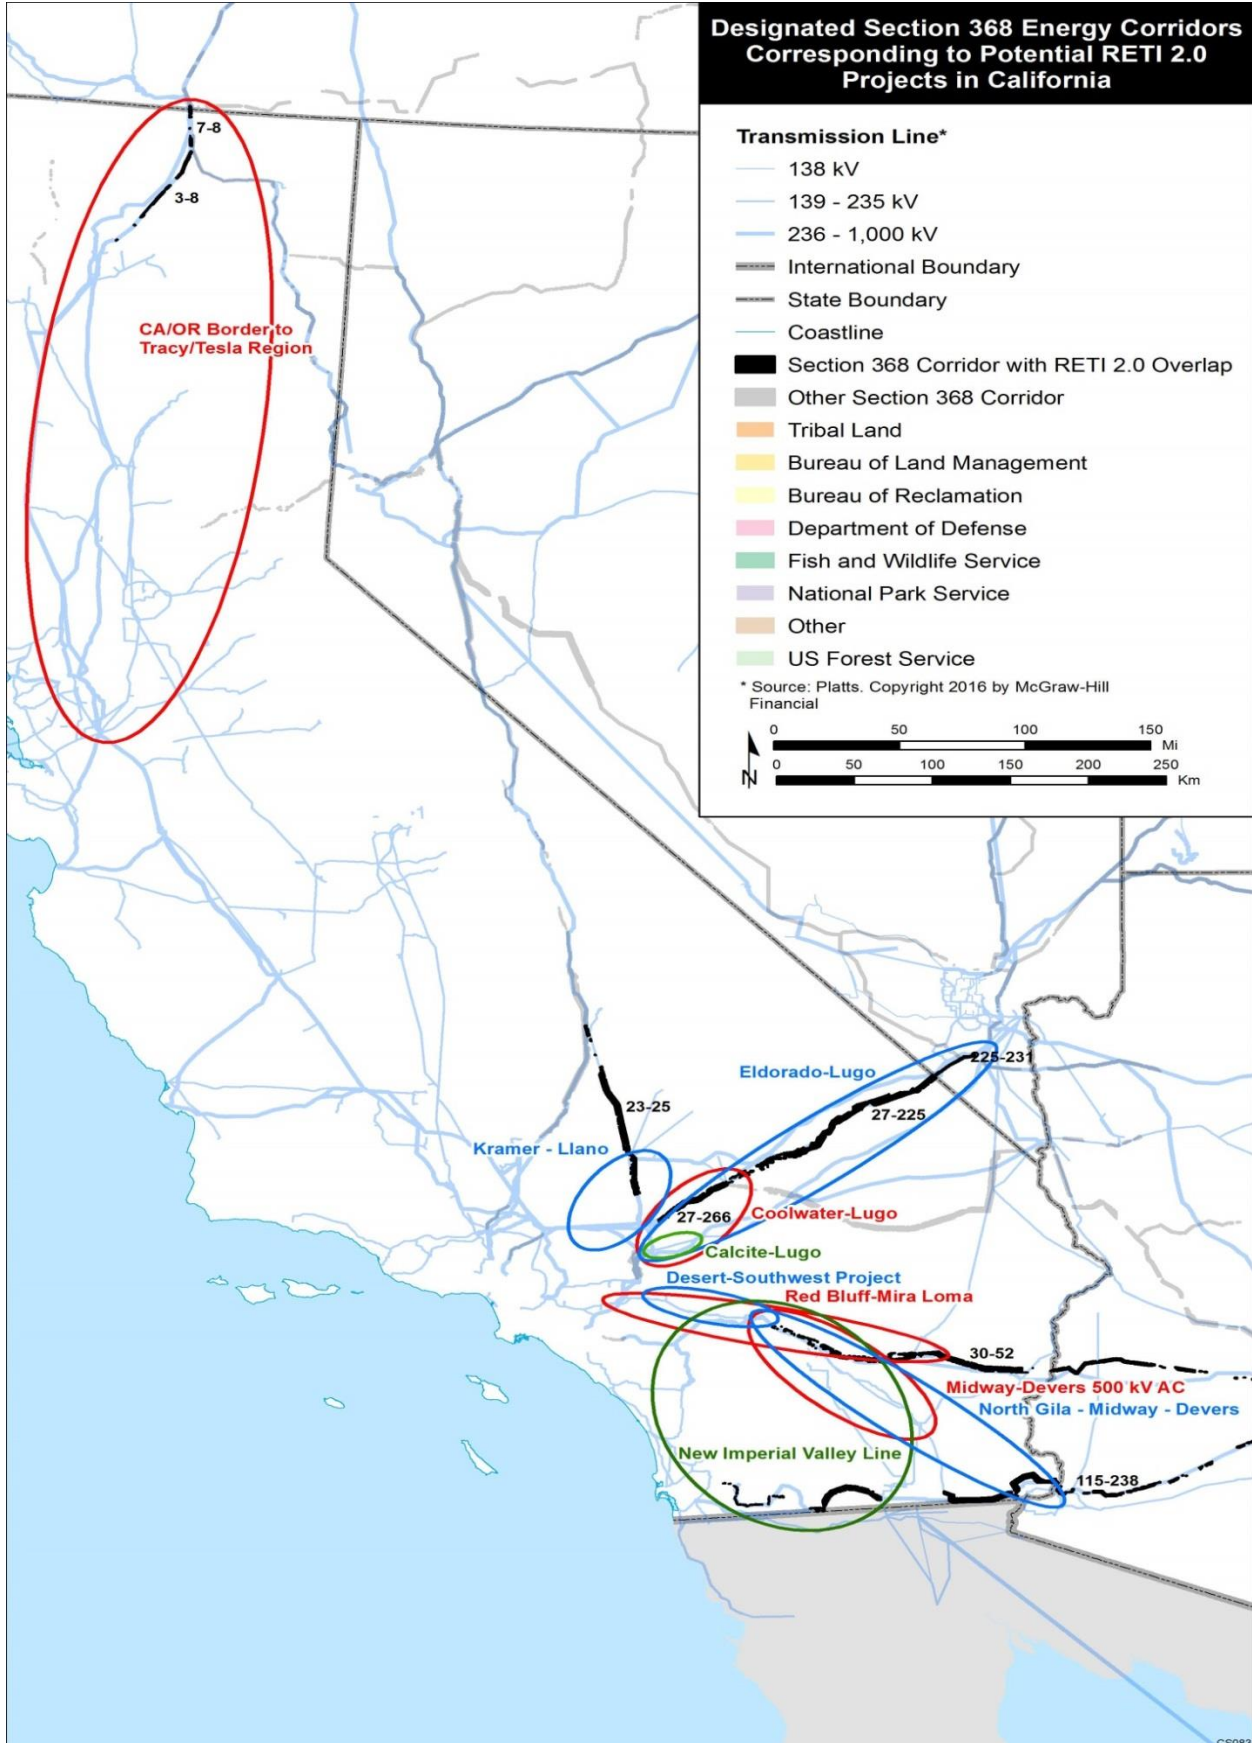 Designated Section 368 Energy Corridors
Corresponding to Potential RETI 2.0
Projects in California
Transmission Line*
138 kV
139 - 235 kV
236 - 1,000 kV
International Boundary
State Boundary
Coastline
Section 368 Corridor with RETI 2.0 Overlap
Other Section 368 Corridor
Tribal Land
Bureau of Land Management
Bureau of Reclamation
Department of Defense
Fish and Wildlife Service
National Park Service
Other
US Forest Service
* Source: Platts. Copyright 2016 by McGraw-Hill
Financial
0 50 100 150
Mi
0 50 100 150 200 250
Km
N
7-8
3-8
CA/OR Border to
Tracy/Tesla Region
225-231
Eldorado-Lugo
27-225
23-25
Kramer - Llano
27-266
Coolwater-Lugo
Calcite-Lugo
Desert-Southwest Project
Red Bluff-Mira Loma
30-52
Midway-Devers 500 kV AC
North Gila - Midway - Devers
New Imperial Valley Line
115-238